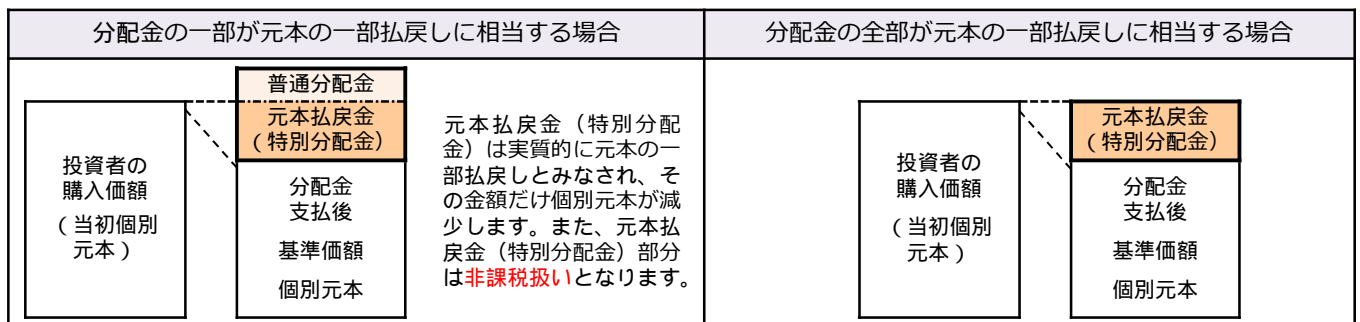 分配金の一部が元本の一部払戻しに相当する場合
普通分配金
元本払戻金
（特別分配金）
投資者の
購入価額
（当初個別
元本）
分配金
支払後
基準価額
個別元本
元本払戻金（特別分配
金）は実質的に元本の一
部払戻しとみなされ、そ
の金額だけ個別元本が減
少します。また、元本払
戻金（特別分配金）部分
は非課税扱いとなります。
分配金の全部が元本の一部払戻しに相当する場合
元本払戻金
（特別分配金）
投資者の
購入価額
（当初個別
元本）
分配金
支払後
基準価額
個別元本